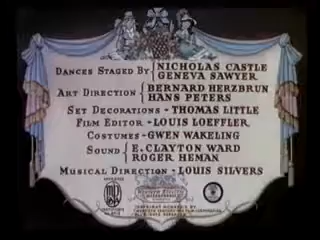 DANCES STAGED BY { NICHOLAS CASTLE
GENEVA SAWYER
ART DIRECTION { BERNARD HERZBRUN
HANS PETERS
SET DECORATIONS - THOMAS LITTLE
FILM EDITOR - LOUIS LOEFFLER
COSTUMES - GWEN WAKELING
SOUND { E. CLAYTON WARD
ROGER HEMAN
MUSICAL DIRECTION - LOUIS SILVERS